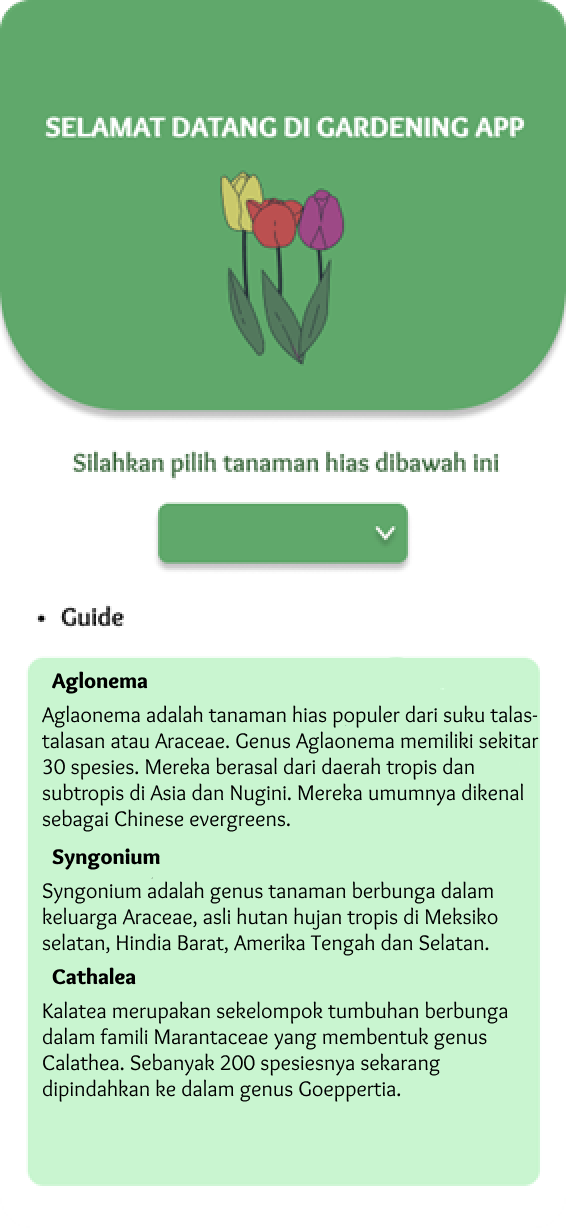 SELAMAT DATANG DI GARDENING APP
Silahkan pilih tanaman hias dibawah ini
• Guide
Aglonema
Aglaonema adalah tanaman hias populer dari suku talas-
talasan atau Araceae. Genus Aglaonema memiliki sekitar
30 spesies. Mereka berasal dari daerah tropis dan
subtropis di Asia dan Nugini. Mereka umumnya dikenal
sebagai Chinese evergreens.
Syngonium
Syngonium adalah genus tanaman berbunga dalam
keluarga Araceae, asli hutan hujan tropis di Meksiko
selatan, Hindia Barat, Amerika Tengah dan Selatan.
Cathalea
Kalatea merupakan sekelompok tumbuhan berbunga
dalam famili Marantaceae yang membentuk genus
Calathea. Sebanyak 200 spesiesnya sekarang
dipindahkan ke dalam genus Goeppertia.